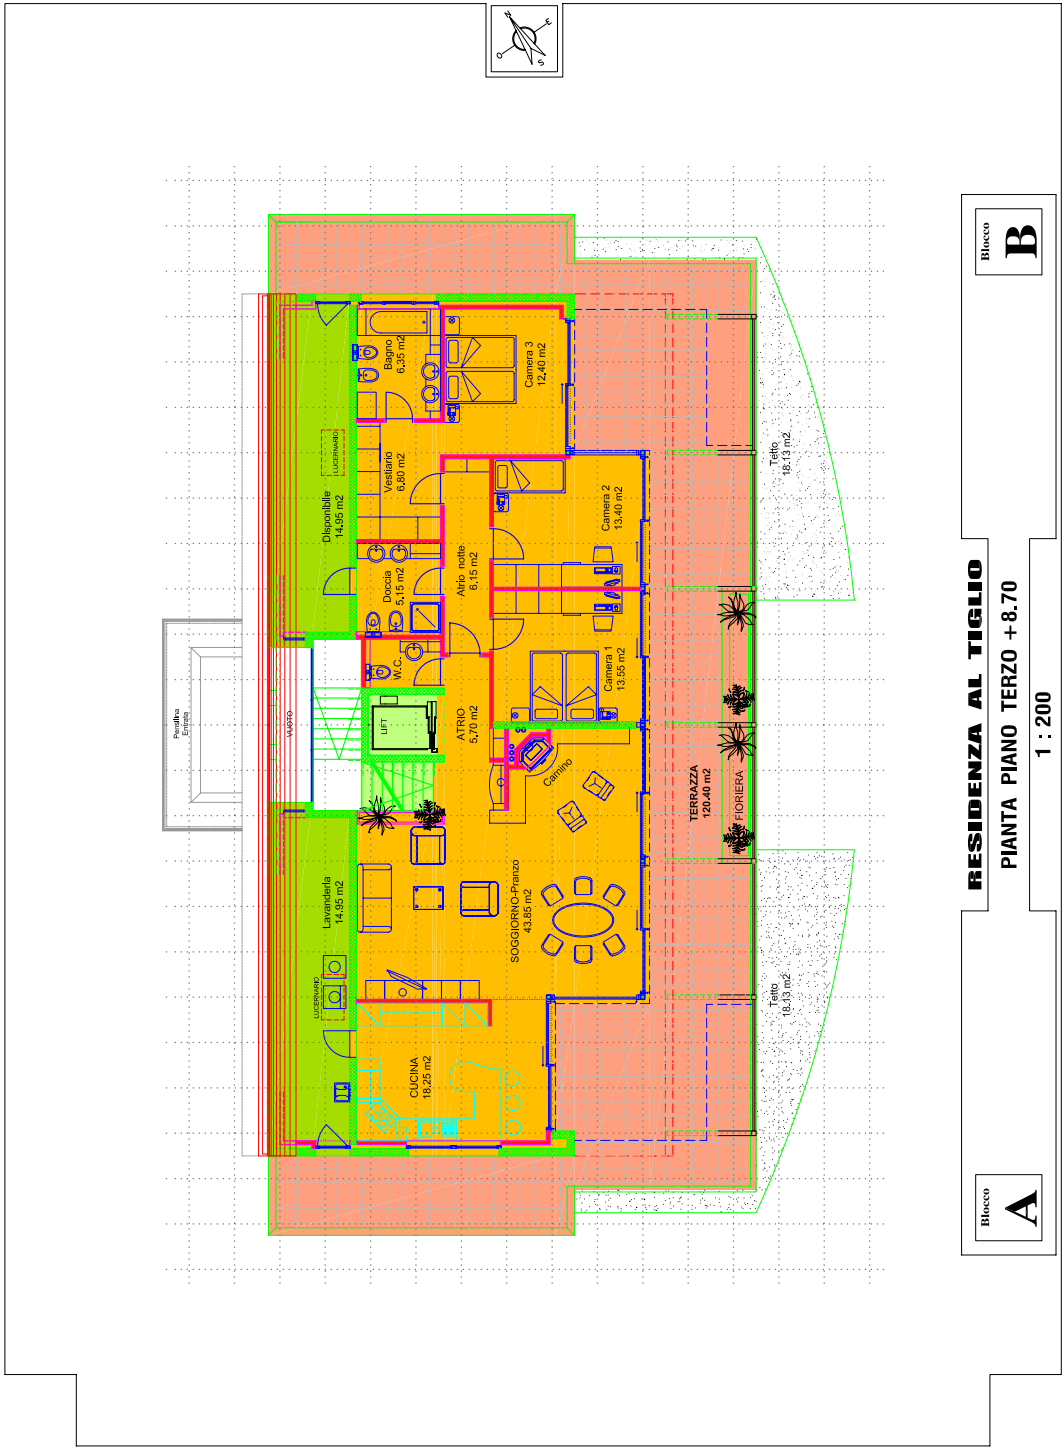 N
E
S
O
Pensilina
Entrata
VUOTO
Lavanderia
14.95 m2
LUCERNARIO
Disponibile
14.95 m2
LUCERNARIO
CUCINA
18.25 m2
SOGGIORNO-Pranzo
43.85 m2
Camino
LIFT
ATRIO
5.70 m2
W.C.
Doccia
5.15 m2
Atrio notte
6.15 m2
Vestiario
6.80 m2
Bagno
6.35 m2
Camera 1
13.55 m2
Camera 2
13.40 m2
Camera 3
12.40 m2
TERRAZZA
120.40 m2
FIORIERA
Tetto
18.13 m2
Tetto
18.13 m2
Blocco
A
RESIDENZA AL TIGLIO
PIANTA PIANO TERZO +8.70
1 : 200
Blocco
B